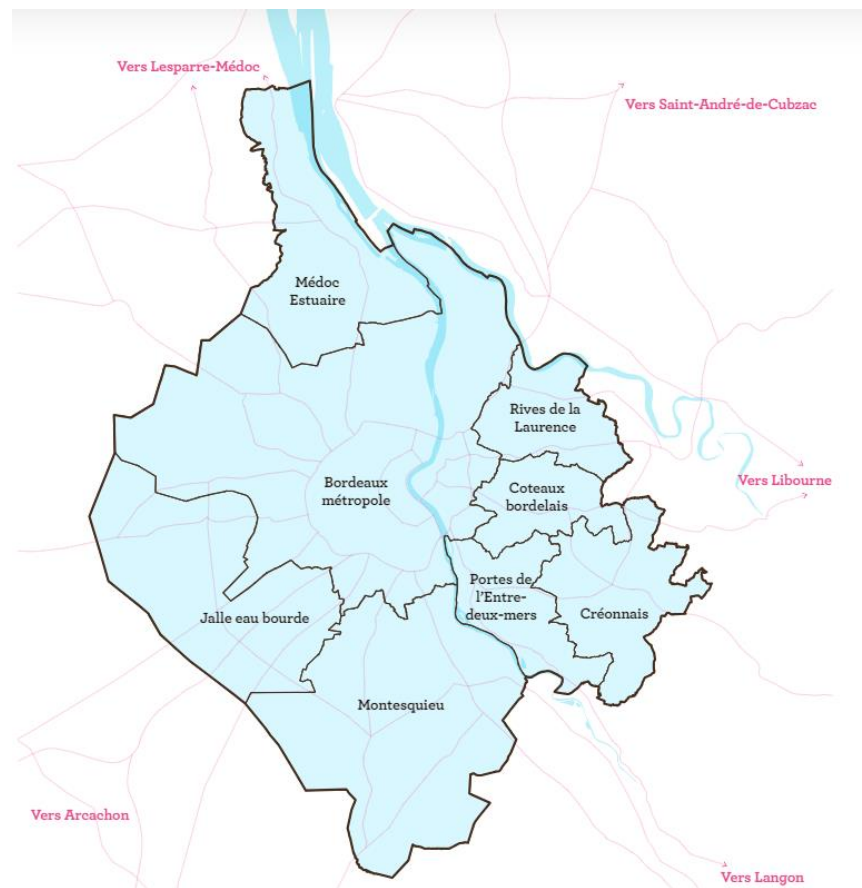 Vers Lesparre-Médoc
Vers Saint-André-de-Cubzac
Médoc
Estuaire
Rives de la
Laurence
Bordeaux
métropole
Coteaux
bordelais
Vers Libourne
Portes de
l'Entre-
deux-mers
Jalle eau bourde
Créonnais
Montesquieu
Vers Arcachon
Vers Langon